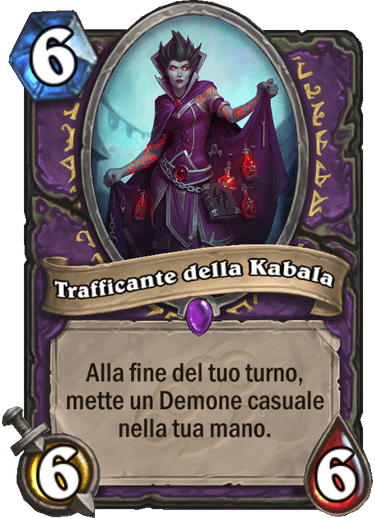 6
Trafficante della Kabala
Alla fine del tuo turno,
mette un Demone casuale
nella tua mano.
6
6